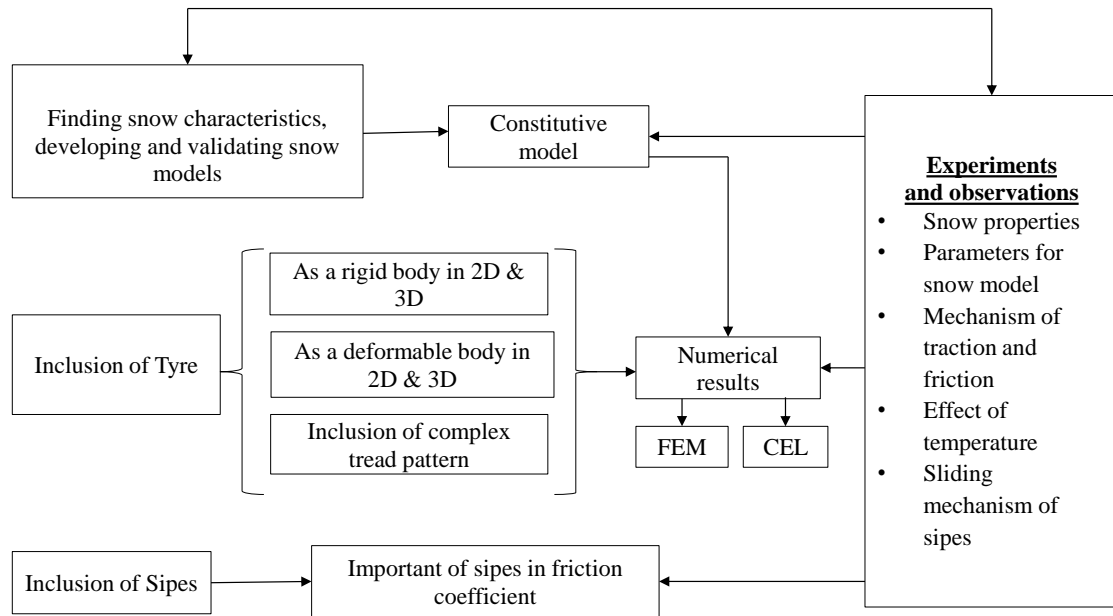 Finding snow characteristics,
developing and validating snow
models
Constitutive
model
Experiments
and observations
• Snow properties
• Parameters for
snow model
• Mechanism of
traction and
friction
• Effect of
temperature
• Sliding
mechanism of
sipes
Inclusion of Tyre
As a rigid body in 2D &
3D
As a deformable body in
2D & 3D
Inclusion of complex
tread pattern
Numerical
results
FEM
CEL
Inclusion of Sipes
Important of sipes in friction
coefficient